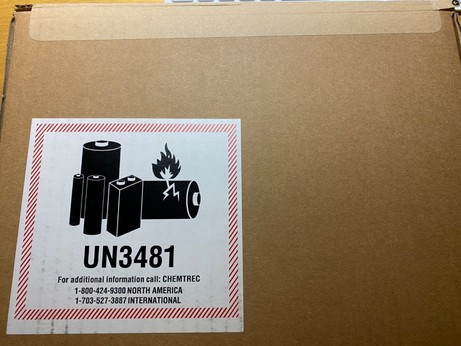 UN3481
For additional information call: CHEMTREC
1-800-424-9300 NORTH AMERICA
1-703-527-3887 INTERNATIONAL